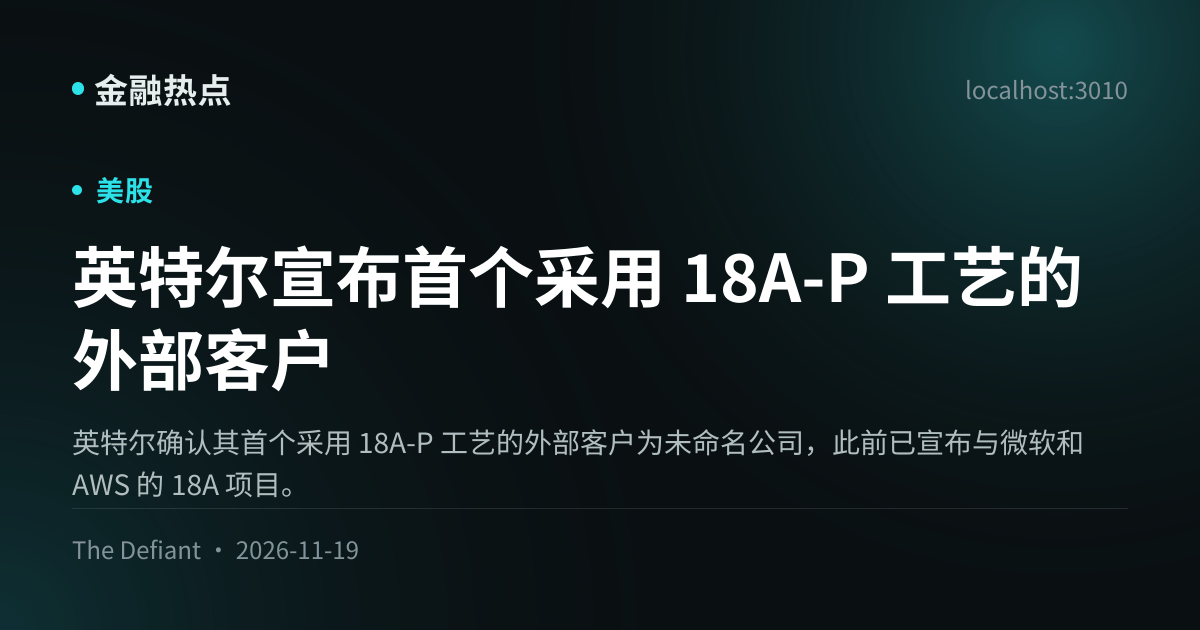 金融热点
localhost:3010
美股
英特尔宣布首个采用 18A-P 工艺的
外部客户
英特尔确认其首个采用 18A-P 工艺的外部客户为未命名公司，此前已宣布与微软和
AWS 的 18A 项目。
The Defiant · 2026-11-19